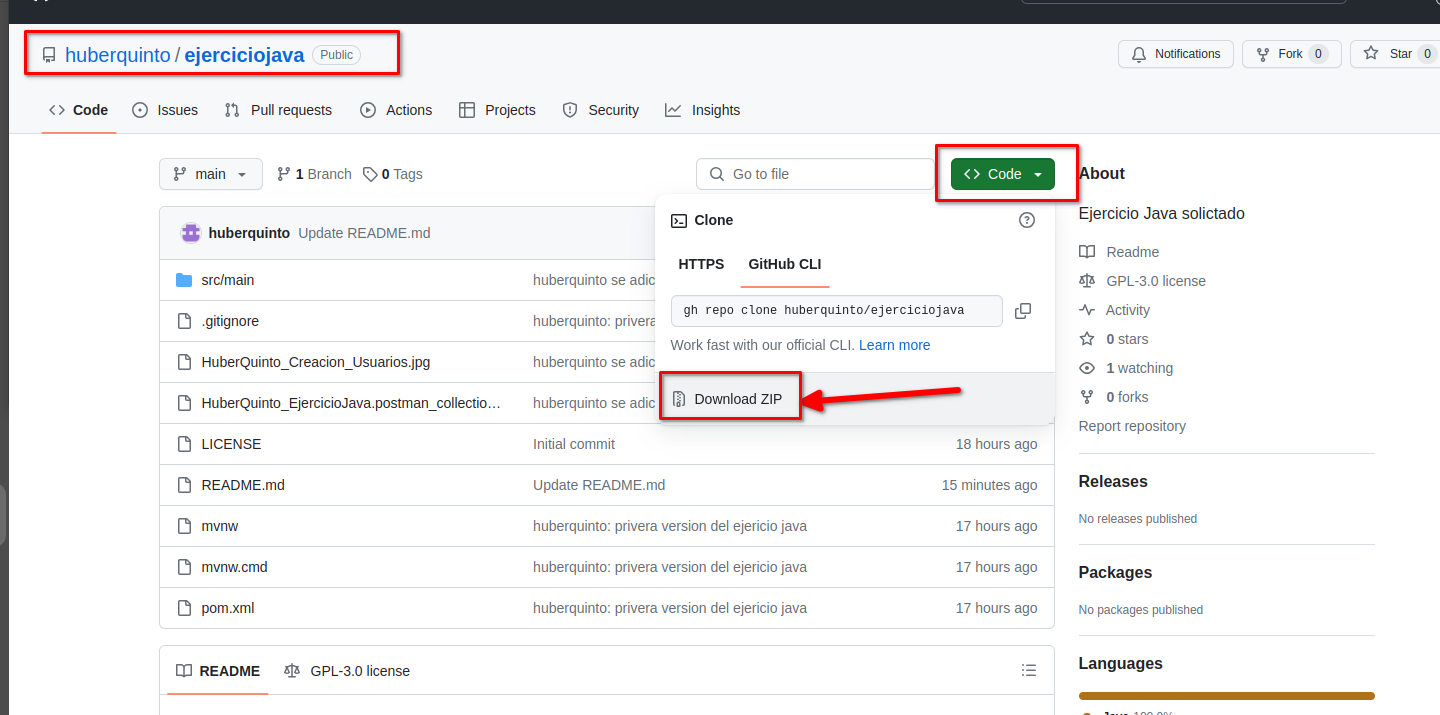 huberquinto / ejerciciojava Public
Notifications Fork 0 Star 0
Code Issues Pull requests Actions Projects Security Insights
main 1 Branch 0 Tags Go to file Code
About
Ejercicio Java solictado
Clone
huberquinto Update README.md
Readme
HTTPS GitHub CLI
src/main huberquinto se adic
GPL-3.0 license
gh repo clone huberquinto/ejerciciojava
Activity
.gitignore huberquinto: privera
0 stars
Work fast with our official CLI. Learn more
HuberQuinto_Creacion_Usuarios.jpg huberquinto se adic
1 watching
Download ZIP
HuberQuinto_EjercicioJava.postman_collectio… huberquinto se adic
0 forks
Report repository
LICENSE Initial commit 18 hours ago
README.md Update README.md 15 minutes ago
Releases
No releases published
mvnw huberquinto: privera version del ejericio java 17 hours ago
mvnw.cmd huberquinto: privera version del ejericio java 17 hours ago
Packages
pom.xml huberquinto: privera version del ejericio java 17 hours ago
No packages published
README GPL-3.0 license
Languages